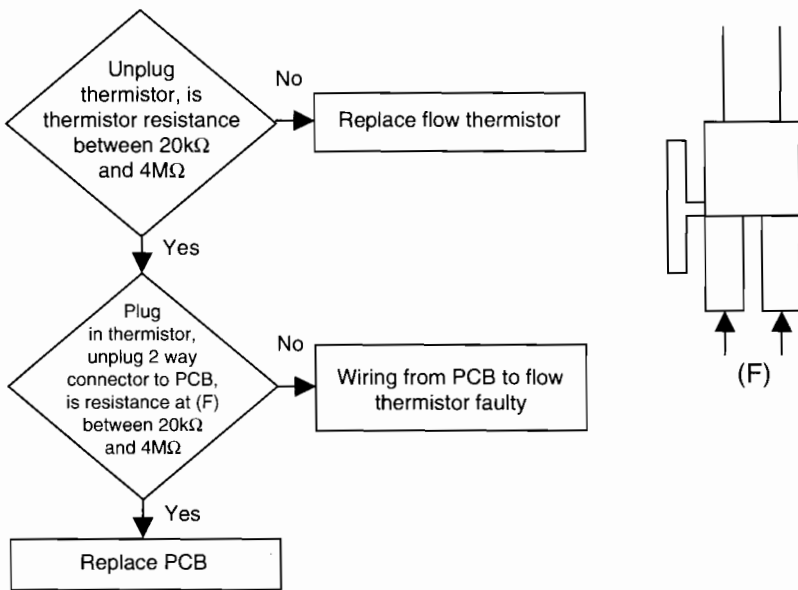 Unplug
thermistor, is
thermistor resistance
between 20kΩ
and 4MΩ
No
Replace flow thermistor
Yes
Plug
in thermistor,
unplug 2 way
connector to PCB,
is resistance at (F)
between 20kΩ
and 4MΩ
No
Wiring from PCB to flow
thermistor faulty
Yes
Replace PCB
(F)